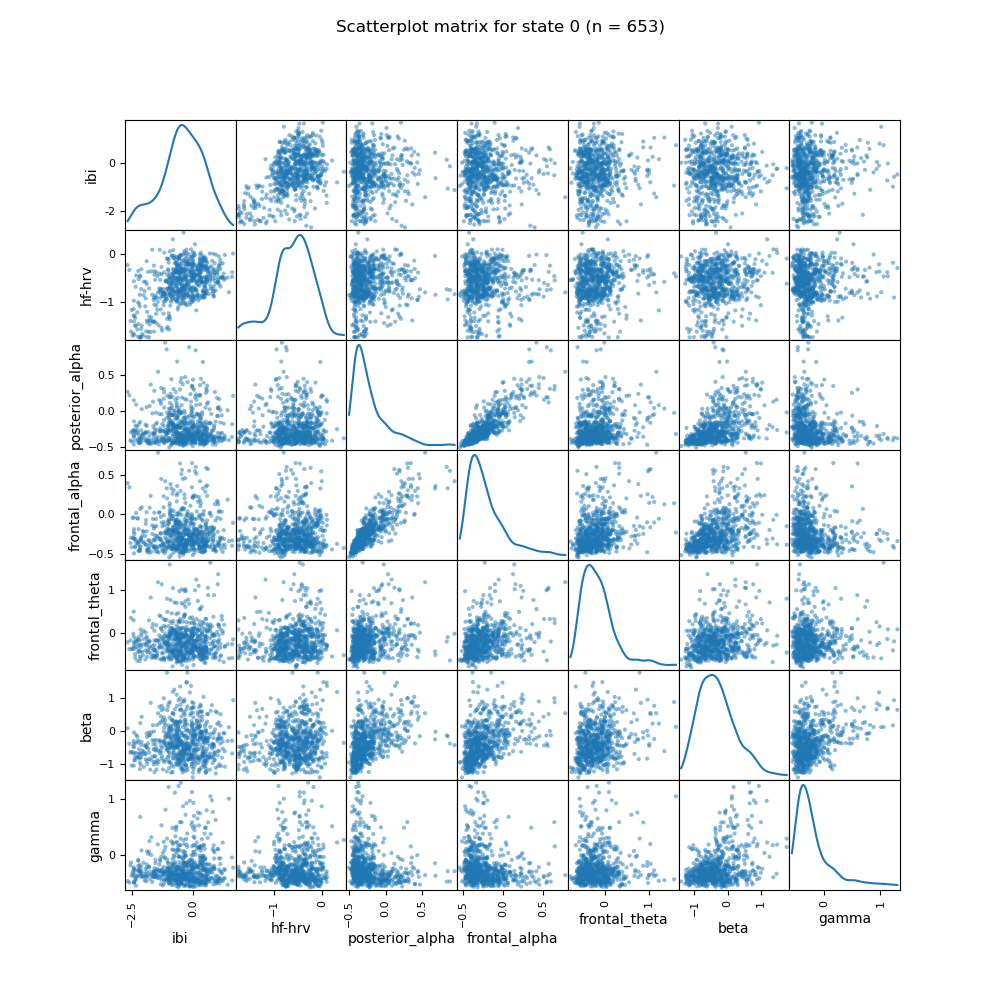 Scatterplot matrix for state 0 (n = 653)
ibi
0
-2
hf-hrv
0
−1
posterior_alpha
0.5
0.0
−0.5
frontal_alpha
0.5
0.0
−0.5
frontal_theta
1
0
beta
1
0
−1
gamma
1
0
−2.5 0.0 −1 0 −0.5 0.0 0.5 −0.5 0.0 0.5 0 1 −1 0 1 0 1
ibi hf-hrv posterior_alpha frontal_alpha frontal_theta beta gamma